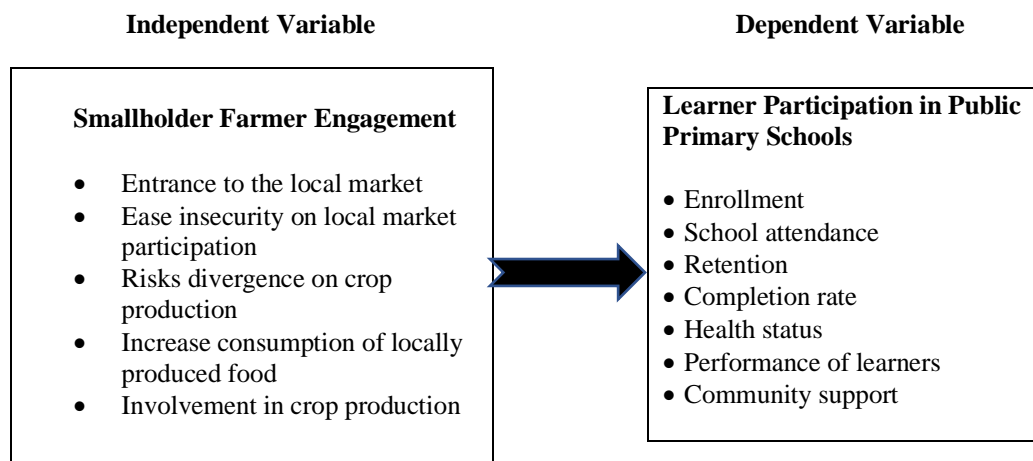 Independent Variable
Dependent Variable
Smallholder Farmer Engagement
• Entrance to the local market
• Ease insecurity on local market
participation
• Risks divergence on crop
production
• Increase consumption of locally
produced food
• Involvement in crop production
Learner Participation in Public
Primary Schools
• Enrollment
• School attendance
• Retention
• Completion rate
• Health status
• Performance of learners
• Community support